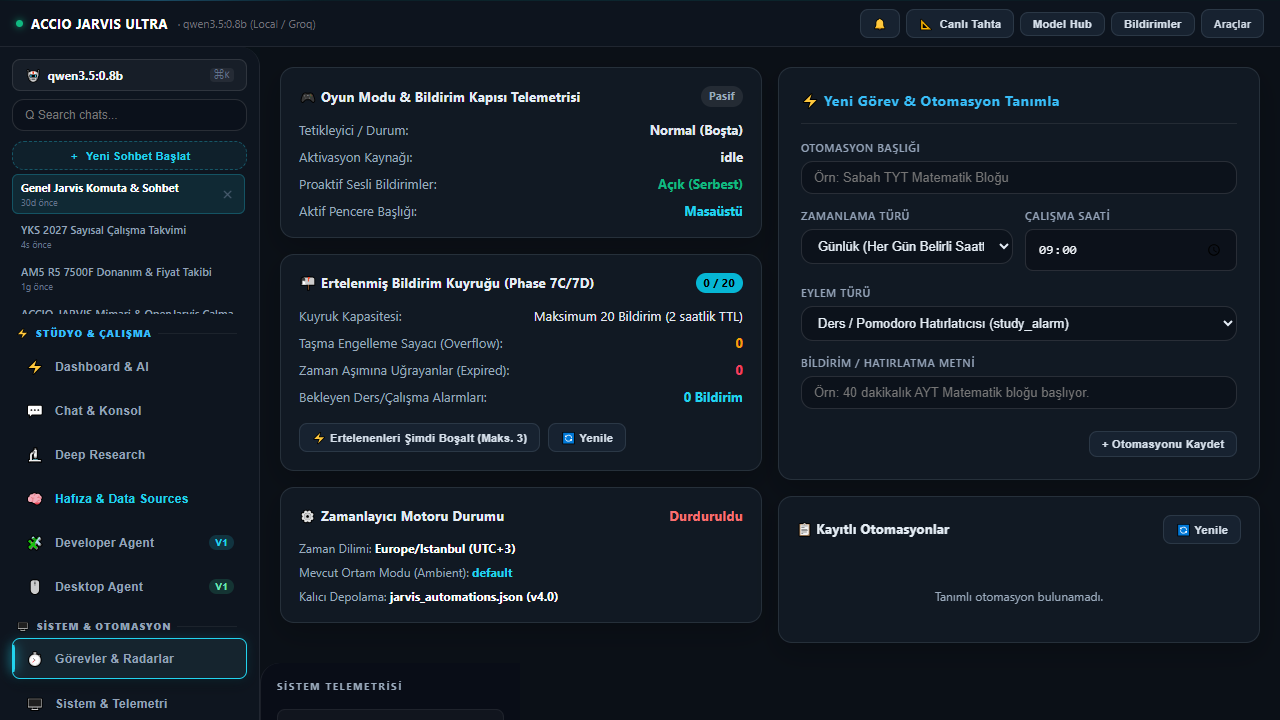 ACCIO JARVIS ULTRA · qwen3.5:0.8b (Local / Groq)
Canlı Tahta
Model Hub
Bildirimler
Araçlar
qwen3.5:0.8b ⌘K
Search chats...
+ Yeni Sohbet Başlat
Genel Jarvis Komuta & Sohbet
30d önce
YKS 2027 Sayısal Çalışma Takvimi
4s önce
AM5 R5 7500F Donanım & Fiyat Takibi
1g önce
STÜDYO & ÇALIŞMA
Dashboard & AI
Chat & Konsol
Deep Research
Hafıza & Data Sources
Developer Agent V1
Desktop Agent V1
SİSTEM & OTOMASYON
Görevler & Radarlar
Sistem & Telemetri
Oyun Modu & Bildirim Kapısı Telemetrisi Pasif
Tetikleyici / Durum: Normal (Boşta)
Aktivasyon Kaynağı: idle
Proaktif Sesli Bildirimler: Açık (Serbest)
Aktif Pencere Başlığı: Masaüstü
Ertelenmiş Bildirim Kuyruğu (Phase 7C/7D) 0 / 20
Kuyruk Kapasitesi: Maksimum 20 Bildirim (2 saatlik TTL)
Taşma Engelleme Sayacı (Overflow): 0
Zaman Aşımına Uğrayanlar (Expired): 0
Bekleyen Ders/Çalışma Alarmları: 0 Bildirim
Ertelenenleri Şimdi Boşalt (Maks. 3) Yenile
Zamanlayıcı Motoru Durumu Durduruldu
Zaman Dilimi: Europe/Istanbul (UTC+3)
Mevcut Ortam Modu (Ambient): default
Kalıcı Depolama: jarvis_automations.json (v4.0)
SİSTEM TELEMETRİSİ
Yeni Görev & Otomasyon Tanımla
OTOMASYON BAŞLIĞI
Örn: Sabah TYT Matematik Bloğu
ZAMANLAMA TÜRÜ ÇALIŞMA SAATİ
Günlük (Her Gün Belirli Saatt 09:00
EYLEM TÜRÜ
Ders / Pomodoro Hatırlatıcısı (study_alarm)
BİLDİRİM / HATIRLATMA METNİ
Örn: 40 dakikalık AYT Matematik bloğu başlıyor.
+ Otomasyonu Kaydet
Kayıtlı Otomasyonlar Yenile
Tanımlı otomasyon bulunamadı.